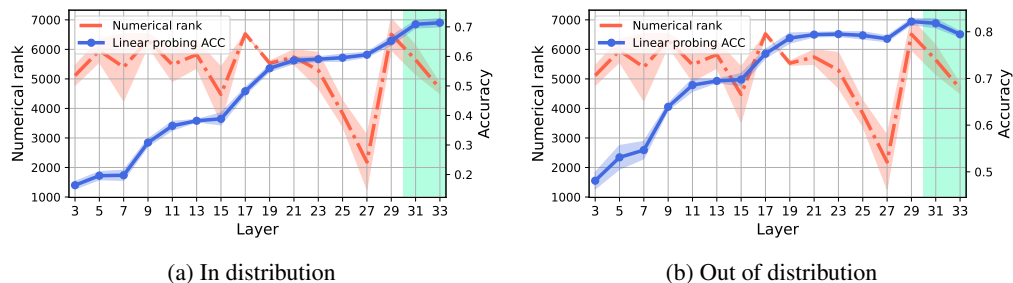 Numerical rank
Linear probing ACC
7000
6000
5000
4000
3000
2000
1000
Numerical rank
0.7
0.6
0.5
0.4
0.3
0.2
Accuracy
3 5 7 9 11 13 15 17 19 21 23 25 27 29 31 33
Layer
(a) In distribution
Numerical rank
Linear probing ACC
7000
6000
5000
4000
3000
2000
1000
Numerical rank
0.8
0.7
0.6
0.5
Accuracy
3 5 7 9 11 13 15 17 19 21 23 25 27 29 31 33
Layer
(b) Out of distribution